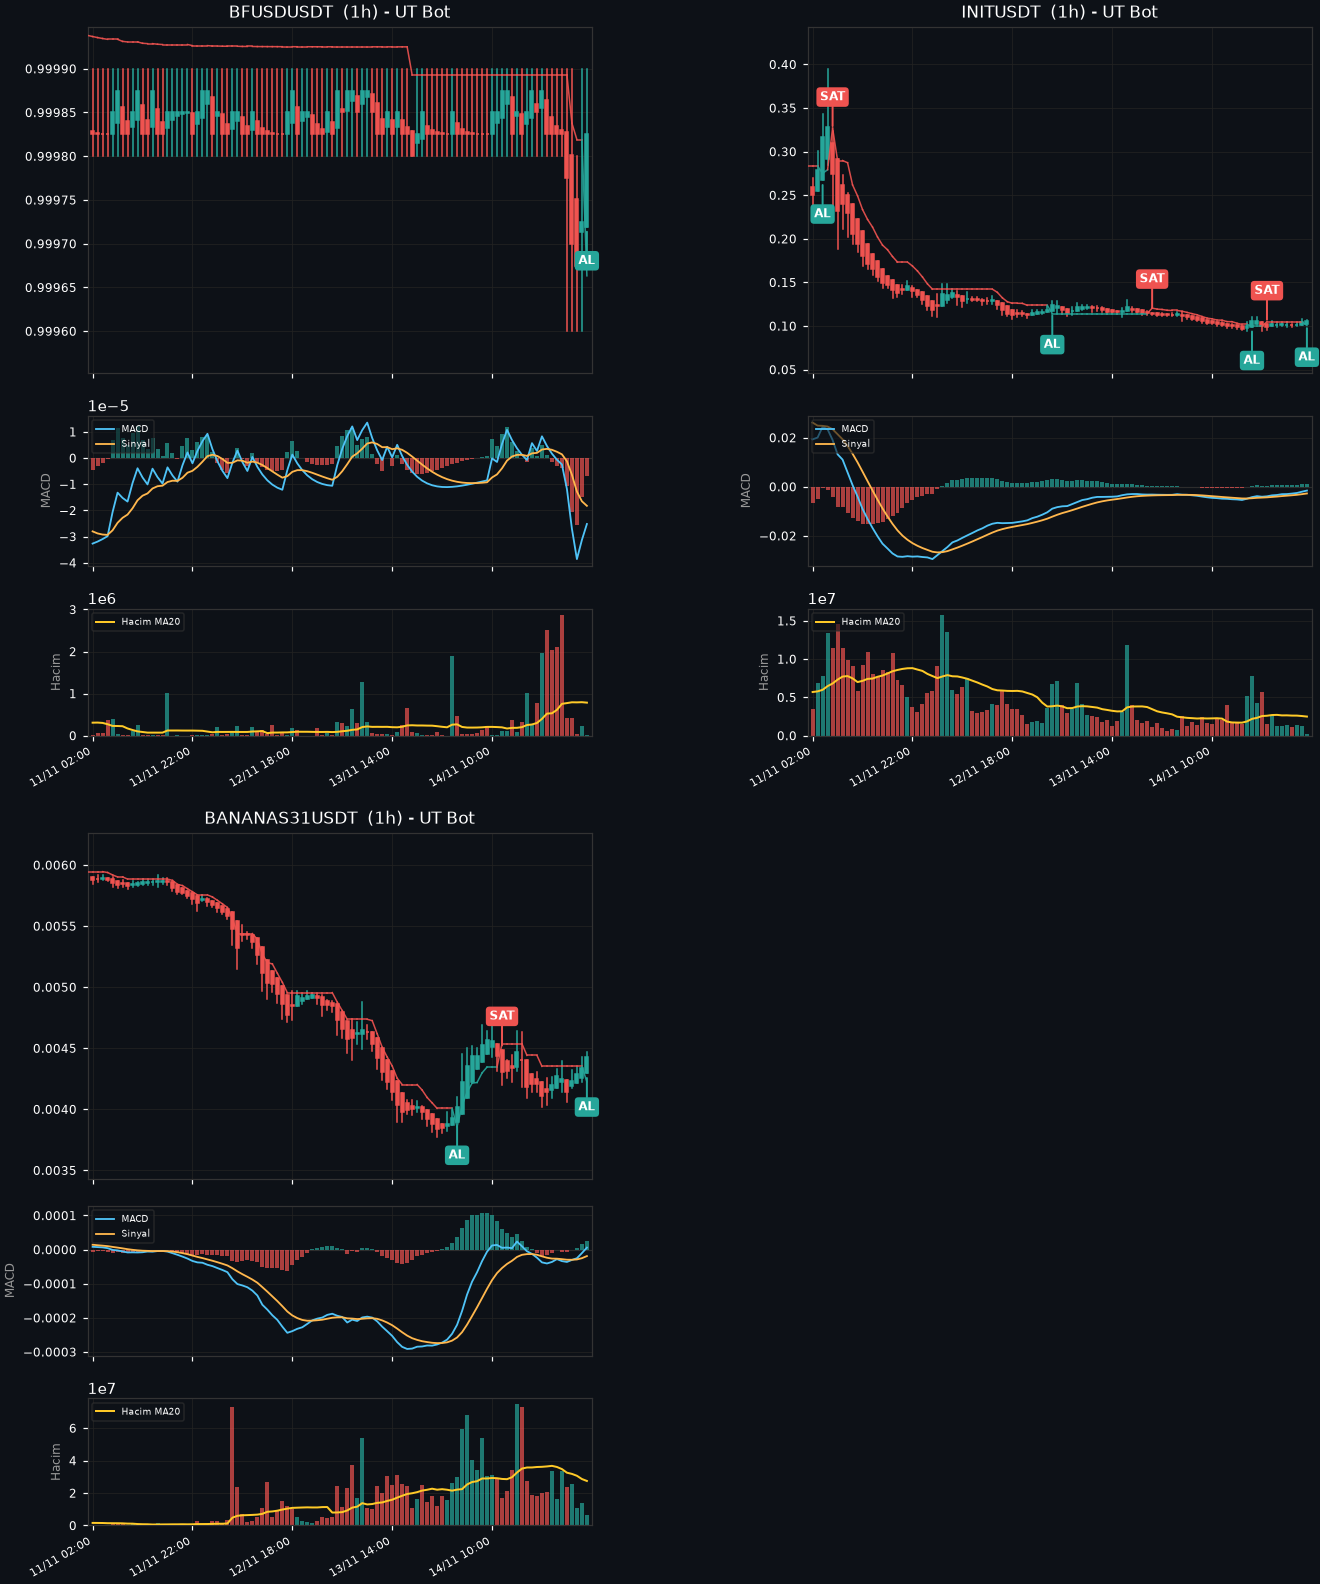 BFUSDUSDT (1h) - UT Bot
0.99990
0.99985
0.99980
0.99975
0.99970
0.99965
0.99960
AL
1e−5
MACD
Sinyal
1
0
−1
−2
−3
−4
MACD
1e6
Hacim MA20
3
2
1
0
Hacim
11/11 02:00
11/11 22:00
12/11 18:00
13/11 14:00
14/11 10:00
INITUSDT (1h) - UT Bot
0.40
0.35
0.30
0.25
0.20
0.15
0.10
0.05
SAT
AL
AL
SAT
AL
SAT
AL
MACD
Sinyal
0.02
0.00
−0.02
MACD
1e7
Hacim MA20
1.5
1.0
0.5
0.0
Hacim
11/11 02:00
11/11 22:00
12/11 18:00
13/11 14:00
14/11 10:00
BANANAS31USDT (1h) - UT Bot
0.0060
0.0055
0.0050
0.0045
0.0040
0.0035
AL
SAT
AL
MACD
Sinyal
0.0001
0.0000
−0.0001
−0.0002
−0.0003
MACD
1e7
Hacim MA20
6
4
2
0
Hacim
11/11 02:00
11/11 22:00
12/11 18:00
13/11 14:00
14/11 10:00